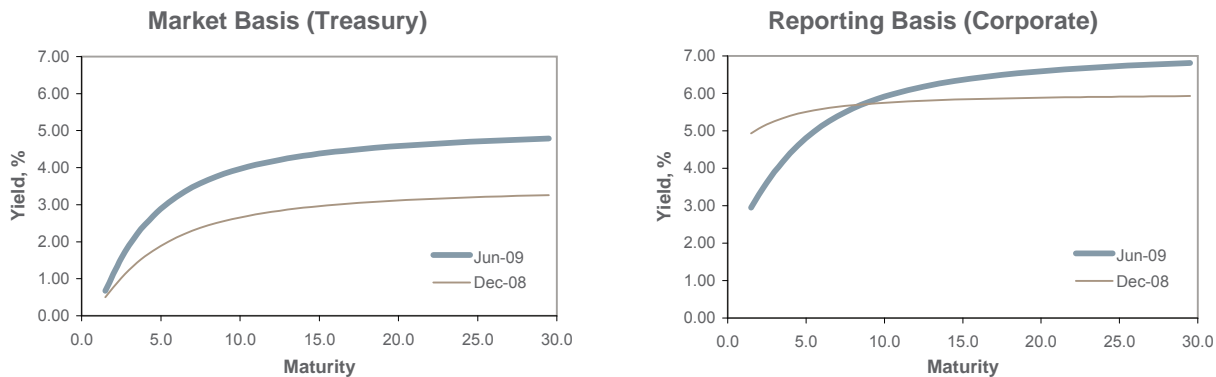 Market Basis (Treasury)
7.00
6.00
5.00
4.00
3.00
2.00
1.00
0.00
Yield, %
0.0 5.0 10.0 15.0 20.0 25.0 30.0
Maturity
Jun-09
Dec-08
Reporting Basis (Corporate)
7.00
6.00
5.00
4.00
3.00
2.00
1.00
0.00
Yield, %
0.0 5.0 10.0 15.0 20.0 25.0 30.0
Maturity
Jun-09
Dec-08